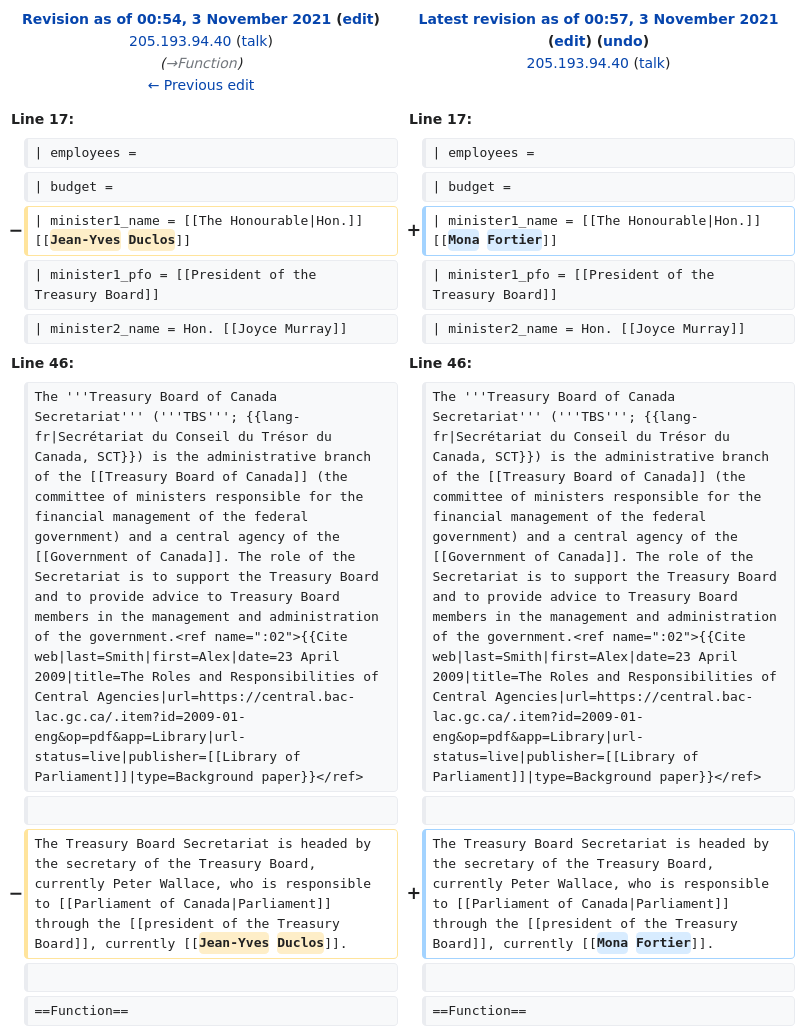 Revision as of 00:54, 3 November 2021 (edit)
205.193.94.40 (talk)
(→Function)
← Previous edit
Latest revision as of 00:57, 3 November 2021
(edit) (undo)
205.193.94.40 (talk)
Line 17:
Line 17:
| employees =
| employees =
| budget =
| budget =
− | minister1_name = [[The Honourable|Hon.]]
[[Jean-Yves Duclos]]
+ | minister1_name = [[The Honourable|Hon.]]
[[Mona Fortier]]
| minister1_pfo = [[President of the
Treasury Board]]
| minister1_pfo = [[President of the
Treasury Board]]
| minister2_name = Hon. [[Joyce Murray]]
| minister2_name = Hon. [[Joyce Murray]]
Line 46:
Line 46:
The '''Treasury Board of Canada
Secretariat''' ('''TBS'''; {{lang-
fr|Secrétariat du Conseil du Trésor du
Canada, SCT}}) is the administrative branch
of the [[Treasury Board of Canada]] (the
committee of ministers responsible for the
financial management of the federal
government) and a central agency of the
[[Government of Canada]]. The role of the
Secretariat is to support the Treasury Board
and to provide advice to Treasury Board
members in the management and administration
of the government.<ref name=":02">{{Cite
web|last=Smith|first=Alex|date=23 April
2009|title=The Roles and Responsibilities of
Central Agencies|url=https://central.bac-
lac.gc.ca/.item?id=2009-01-
eng&op=pdf&app=Library|url-
status=live|publisher=[[Library of
Parliament]]|type=Background paper}}</ref>
The '''Treasury Board of Canada
Secretariat''' ('''TBS'''; {{lang-
fr|Secrétariat du Conseil du Trésor du
Canada, SCT}}) is the administrative branch
of the [[Treasury Board of Canada]] (the
committee of ministers responsible for the
financial management of the federal
government) and a central agency of the
[[Government of Canada]]. The role of the
Secretariat is to support the Treasury Board
and to provide advice to Treasury Board
members in the management and administration
of the government.<ref name=":02">{{Cite
web|last=Smith|first=Alex|date=23 April
2009|title=The Roles and Responsibilities of
Central Agencies|url=https://central.bac-
lac.gc.ca/.item?id=2009-01-
eng&op=pdf&app=Library|url-
status=live|publisher=[[Library of
Parliament]]|type=Background paper}}</ref>
The Treasury Board Secretariat is headed by
the secretary of the Treasury Board,
− currently Peter Wallace, who is responsible
to [[Parliament of Canada|Parliament]]
through the [[president of the Treasury
Board]], currently [[Jean-Yves Duclos]].
The Treasury Board Secretariat is headed by
the secretary of the Treasury Board,
+ currently Peter Wallace, who is responsible
to [[Parliament of Canada|Parliament]]
through the [[president of the Treasury
Board]], currently [[Mona Fortier]].
==Function==
==Function==